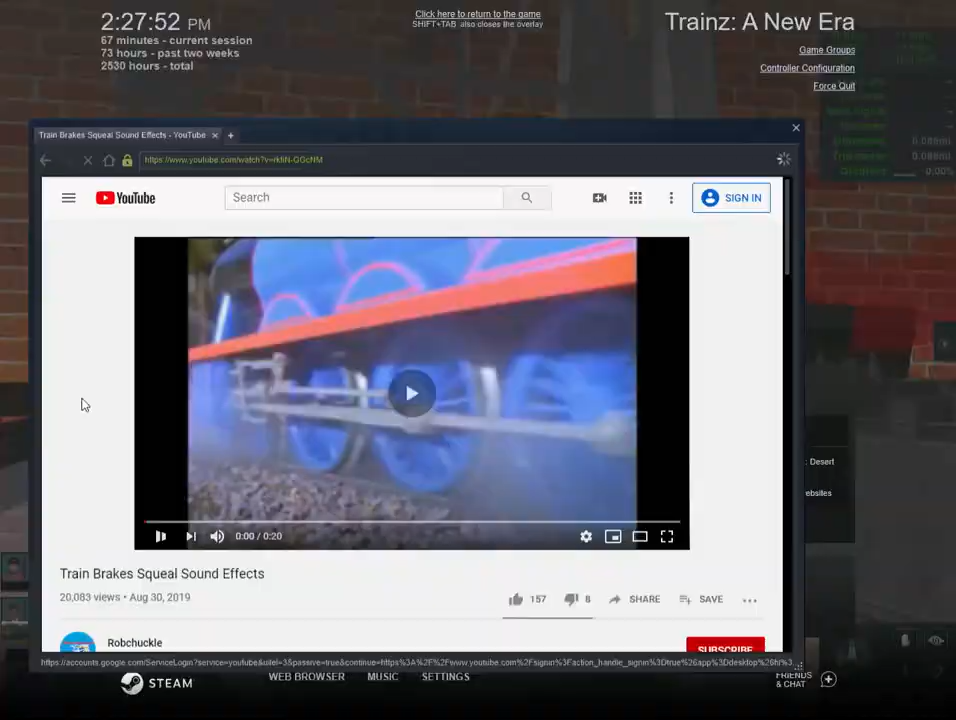 2:27:52 PM
67 minutes - current session
73 hours - past two weeks
2530 hours - total
Click here to return to the game
SHIFT+TAB also closes the overlay
Trainz: A New Era
Game Groups
Controller Configuration
Force Quit
Train Brakes Squeal Sound Effects - YouTube
YouTube
Search
SIGN IN
0:00 / 0:20
: Desert
ebsites
Train Brakes Squeal Sound Effects
20,083 views • Aug 30, 2019
157
8
SHARE
SAVE
Robchuckle
SUBSCRIBE
STEAM
WEB BROWSER
MUSIC
SETTINGS
FRIENDS
& CHAT